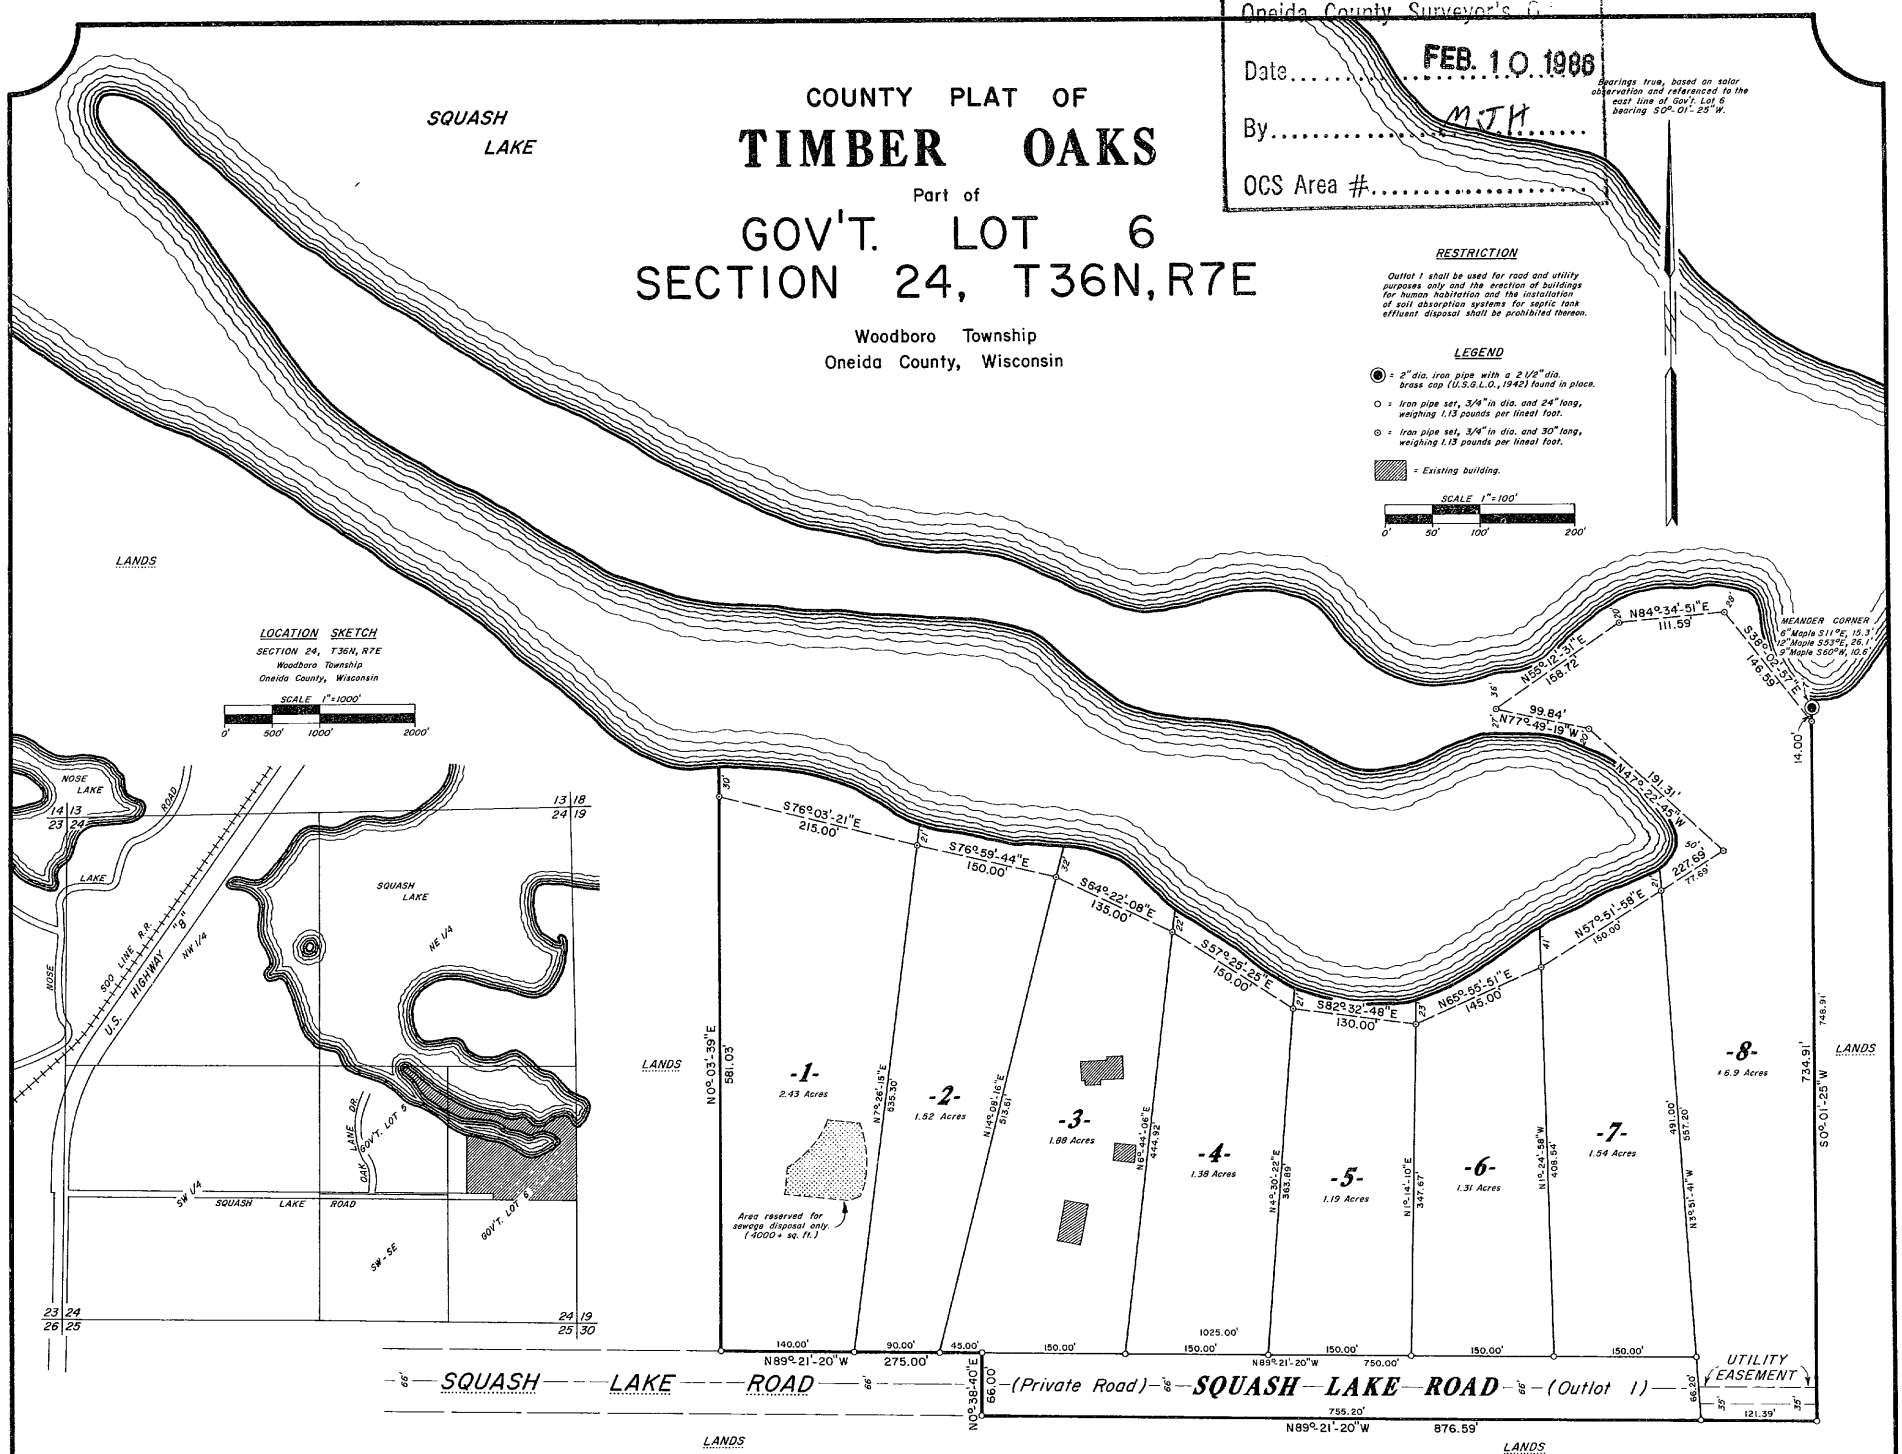 Oneida County Surveyor's
Date
FEB. 10 1986
By
MJH
OCS Area #
Bearings true, based on solar
observation and referenced to the
east line of Gov't. Lot 6
bearing S0°-01'-25"W.
SQUASH
LAKE
COUNTY PLAT OF
TIMBER OAKS
Part of
GOV'T. LOT 6
SECTION 24, T36N, R7E
Woodboro Township
Oneida County, Wisconsin
RESTRICTION
Outlot 1 shall be used for road and utility
purposes only and the erection of buildings
for human habitation and the installation
of soil absorption systems for septic tank
effluent disposal shall be prohibited thereon.
LEGEND
= 2" dia. iron pipe with a 2 1/2" dia.
brass cap (U.S.G.L.O., 1942) found in place.
= Iron pipe set, 3/4" in dia. and 24" long,
weighing 1.13 pounds per lineal foot.
= Iron pipe set, 3/4" in dia. and 30" long,
weighing 1.13 pounds per lineal foot.
= Existing building.
SCALE 1"=100'
0' 50' 100' 200'
LANDS
LOCATION SKETCH
SECTION 24, T36N, R7E
Woodboro Township
Oneida County, Wisconsin
SCALE 1"=1000'
0' 500' 1000' 2000'
NOSE
LAKE
14 13
23 24
ROAD
LAKE
NOSE
SOO LINE R.R.
U.S. HIGHWAY "8"
NW 1/4
13 18
24 19
SQUASH
LAKE
NE 1/4
OAK LANE DR.
GOV'T. LOT 5
SW 1/4
SQUASH LAKE ROAD
GOV'T. LOT 6
SW-SE
23 24
26 25
24 19
25 30
N84°-34'-51"E
111.59'
20'
28'
MEANDER CORNER
6" Maple S11°E, 15.3'
12" Maple S53°E, 26.1'
9" Maple S60°W, 10.6'
N55°-12'-31"E
158.72'
S38°-02'-57"E
146.59'
36'
27'
99.84'
N77°-49'-19"W
20'
14.00'
191.31'
N47°-22'-45"W
50'
227.69'
77.69'
30'
S76°-03'-21"E
215.00'
21'
S76°-59'-44"E
150.00'
32'
S64°-22'-08"E
135.00'
22'
S57°-25'-25"E
150.00'
21'
S82°-32'-48"E
130.00'
23'
N65°-55'-51"E
145.00'
41'
N57°-51'-58"E
150.00'
21'
LANDS
N0°-03'-39"E
581.03'
-1-
2.43 Acres
Area reserved for
sewage disposal only.
(4000+ sq. ft.)
N7°-26'-15"E
535.30'
-2-
1.52 Acres
N14°-08'-16"E
513.61'
-3-
1.88 Acres
N6°-44'-06"E
444.92'
-4-
1.38 Acres
N4°-30'-22"E
363.89'
-5-
1.19 Acres
N1°-14'-10"E
347.67'
-6-
1.31 Acres
N1°-24'-58"W
408.54'
-7-
1.54 Acres
491.00'
557.20'
N3°-51'-41"W
-8-
±6.9 Acres
748.91'
734.91'
S0°-01'-25"W
LANDS
140.00' 90.00' 45.00' 150.00' 150.00' 150.00' 150.00' 150.00'
1025.00'
N89°-21'-20"W 275.00'
N89°-21'-20"W 750.00'
UTILITY
EASEMENT
66' SQUASH LAKE ROAD 66'
N0°-38'-40"E
66.00'
(Private Road) 66' SQUASH LAKE ROAD 66' (Outlot 1)
66.20'
35'
121.39'
35'
755.20'
N89°-21'-20"W 876.59'
LANDS
LANDS